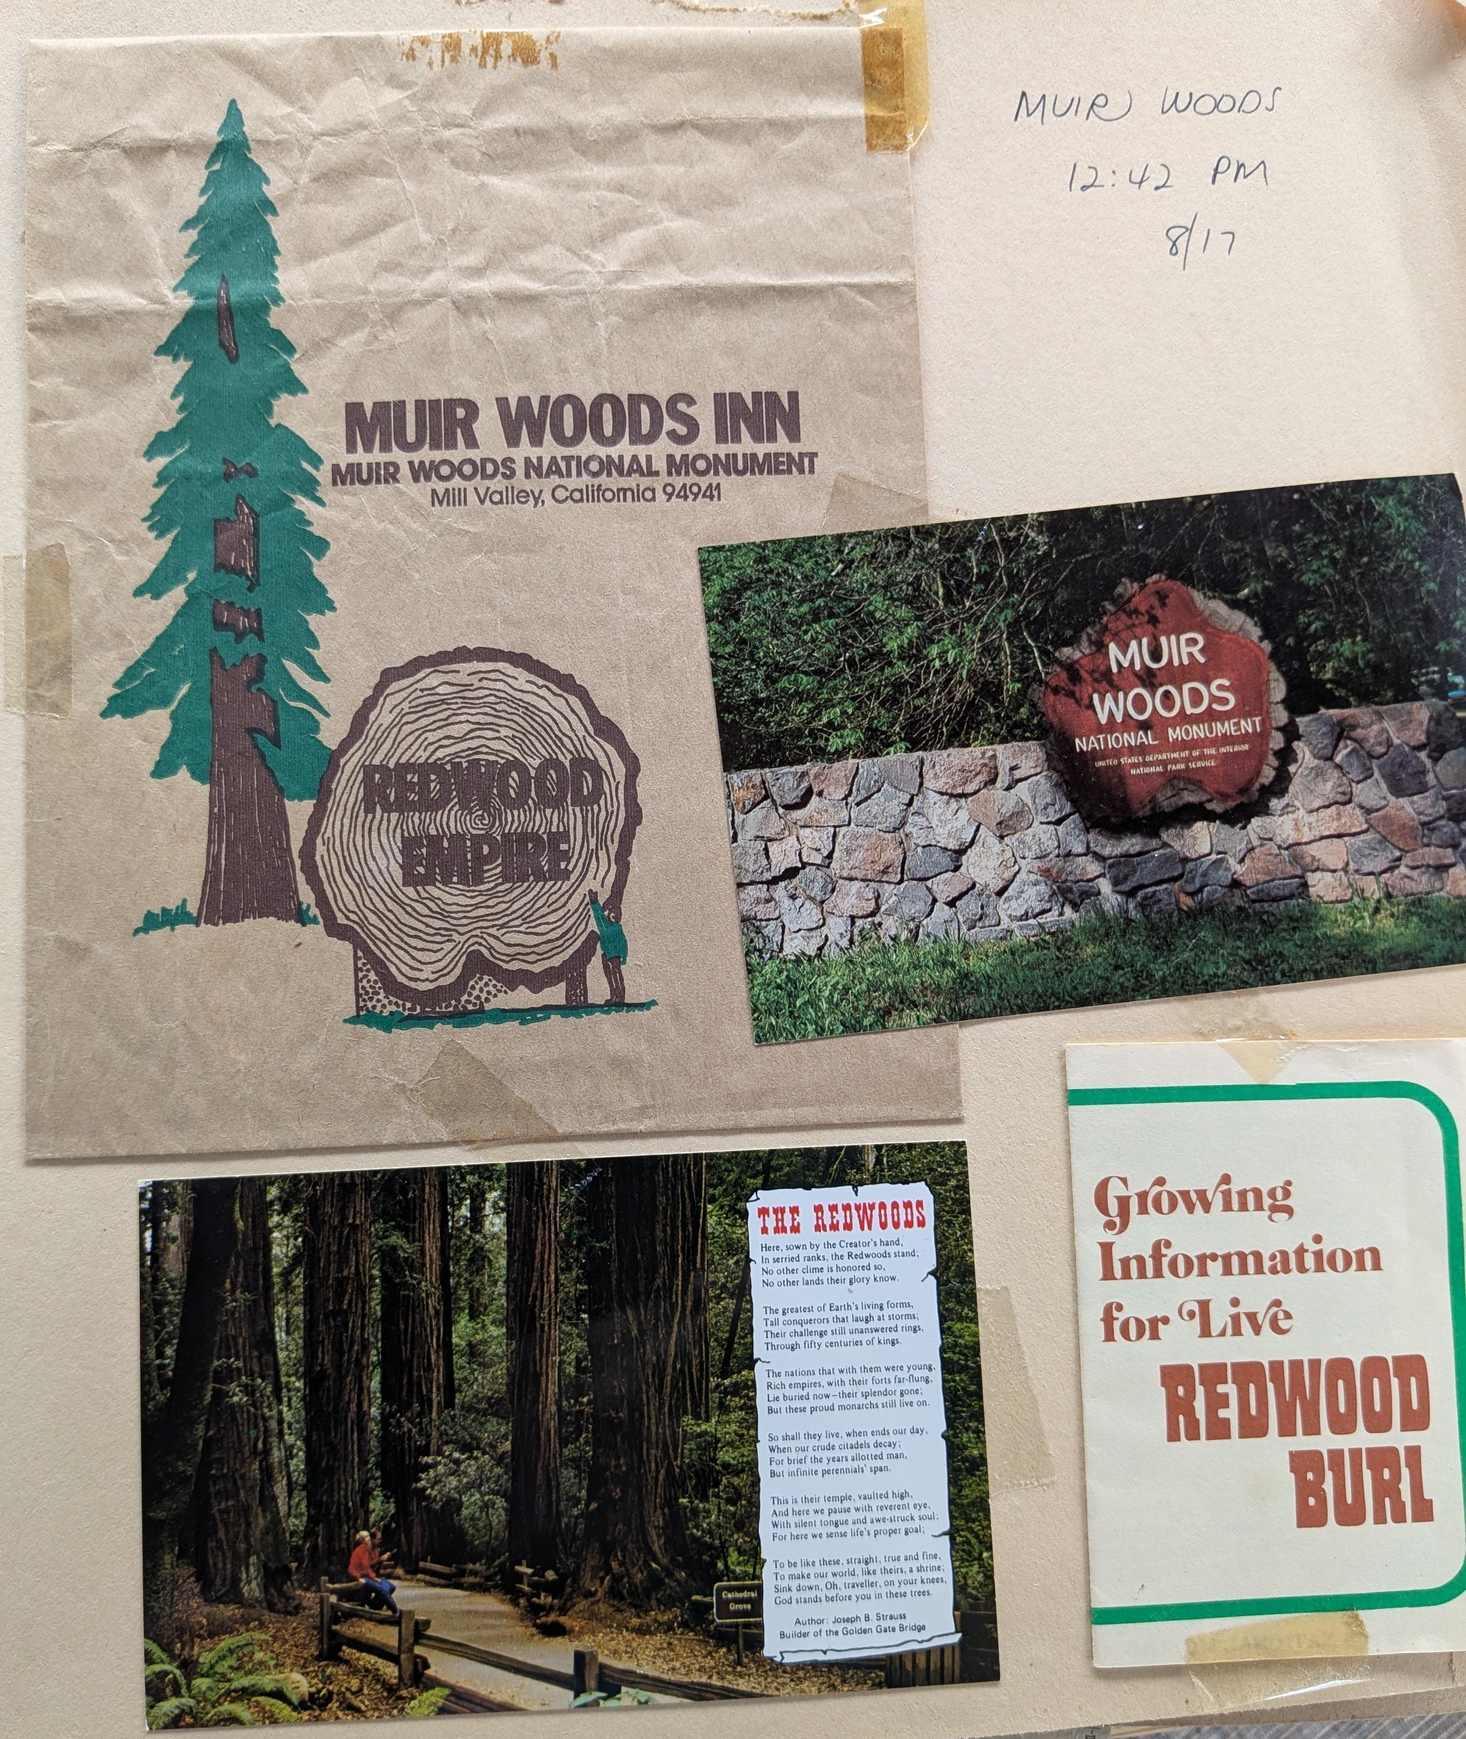 MUIR WOODS
12:42 PM
8/17
MUIR WOODS INN
MUIR WOODS NATIONAL MONUMENT
Mill Valley, California 94941
REDWOOD
EMPIRE
MUIR
WOODS
NATIONAL MONUMENT
UNITED STATES DEPARTMENT OF THE INTERIOR
NATIONAL PARK SERVICE
THE REDWOODS
Here, sown by the Creator's hand,
In serried ranks, the Redwoods stand;
No other clime is honored so,
No other lands their glory know.
The greatest of Earth's living forms,
Tall conquerors that laugh at storms;
Their challenge still unanswered rings,
Through fifty centuries of kings.
The nations that with them were young,
Rich empires, with their forts far-flung,
Lie buried now—their splendor gone;
But these proud monarchs still live on.
So shall they live, when ends our day,
When our crude citadels decay;
For brief the years allotted man,
But infinite perennials' span.
This is their temple, vaulted high,
And here we pause with reverent eye,
With silent tongue and awe-struck soul;
For here we sense life's proper goal;
To be like these, straight, true and fine,
To make our world, like theirs, a shrine;
Sink down, Oh, traveller, on your knees,
God stands before you in these trees.
Author: Joseph B. Strauss
Builder of the Golden Gate Bridge
Cathedral
Grove
Growing
Information
for Live
REDWOOD
BURL